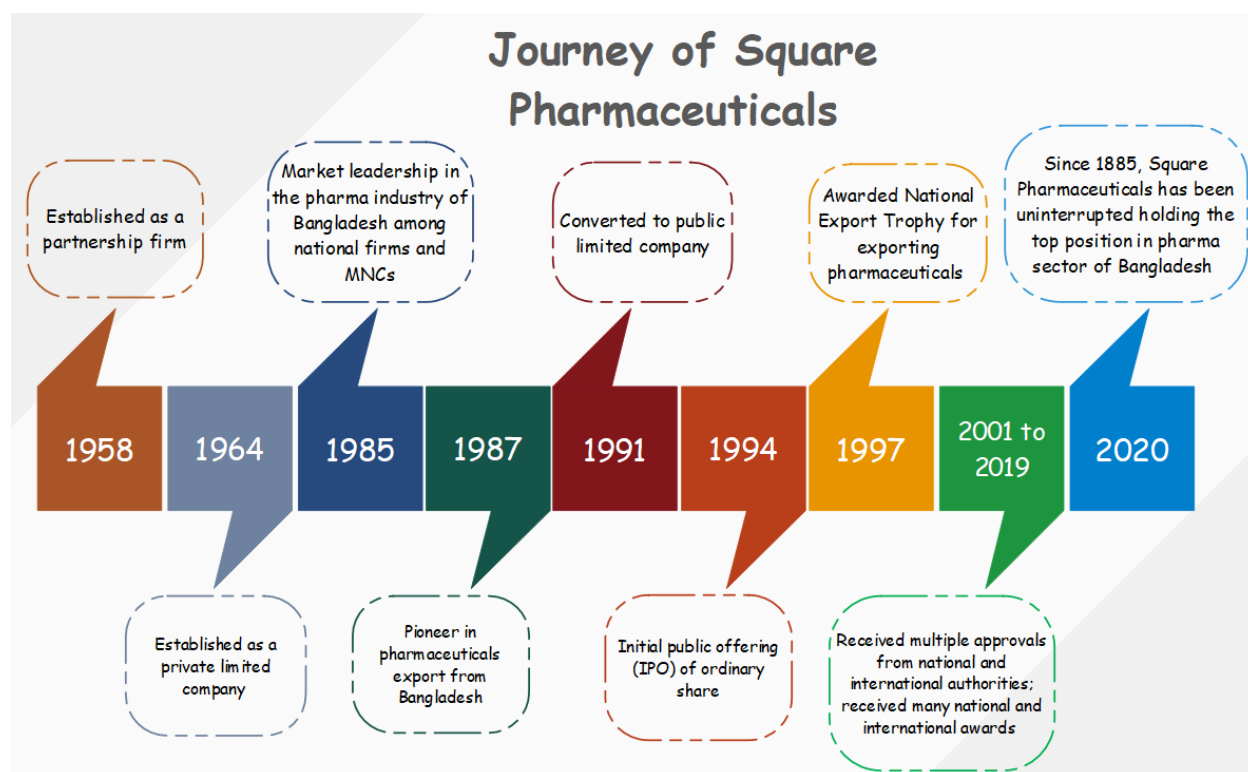 Journey of Square
Pharmaceuticals
Established as a
partnership firm
Market leadership in
the pharma industry of
Bangladesh among
national firms and
MNCs
Converted to public
limited company
Awarded National
Export Trophy for
exporting
pharmaceuticals
Since 1885, Square
Pharmaceuticals has been
uninterrupted holding the
top position in pharma
sector of Bangladesh
1958
1964
1985
1987
1991
1994
1997
2001 to
2019
2020
Established as a
private limited
company
Pioneer in
pharmaceuticals
export from
Bangladesh
Initial public offering
(IPO) of ordinary
share
Received multiple approvals
from national and
international authorities;
received many national and
international awards